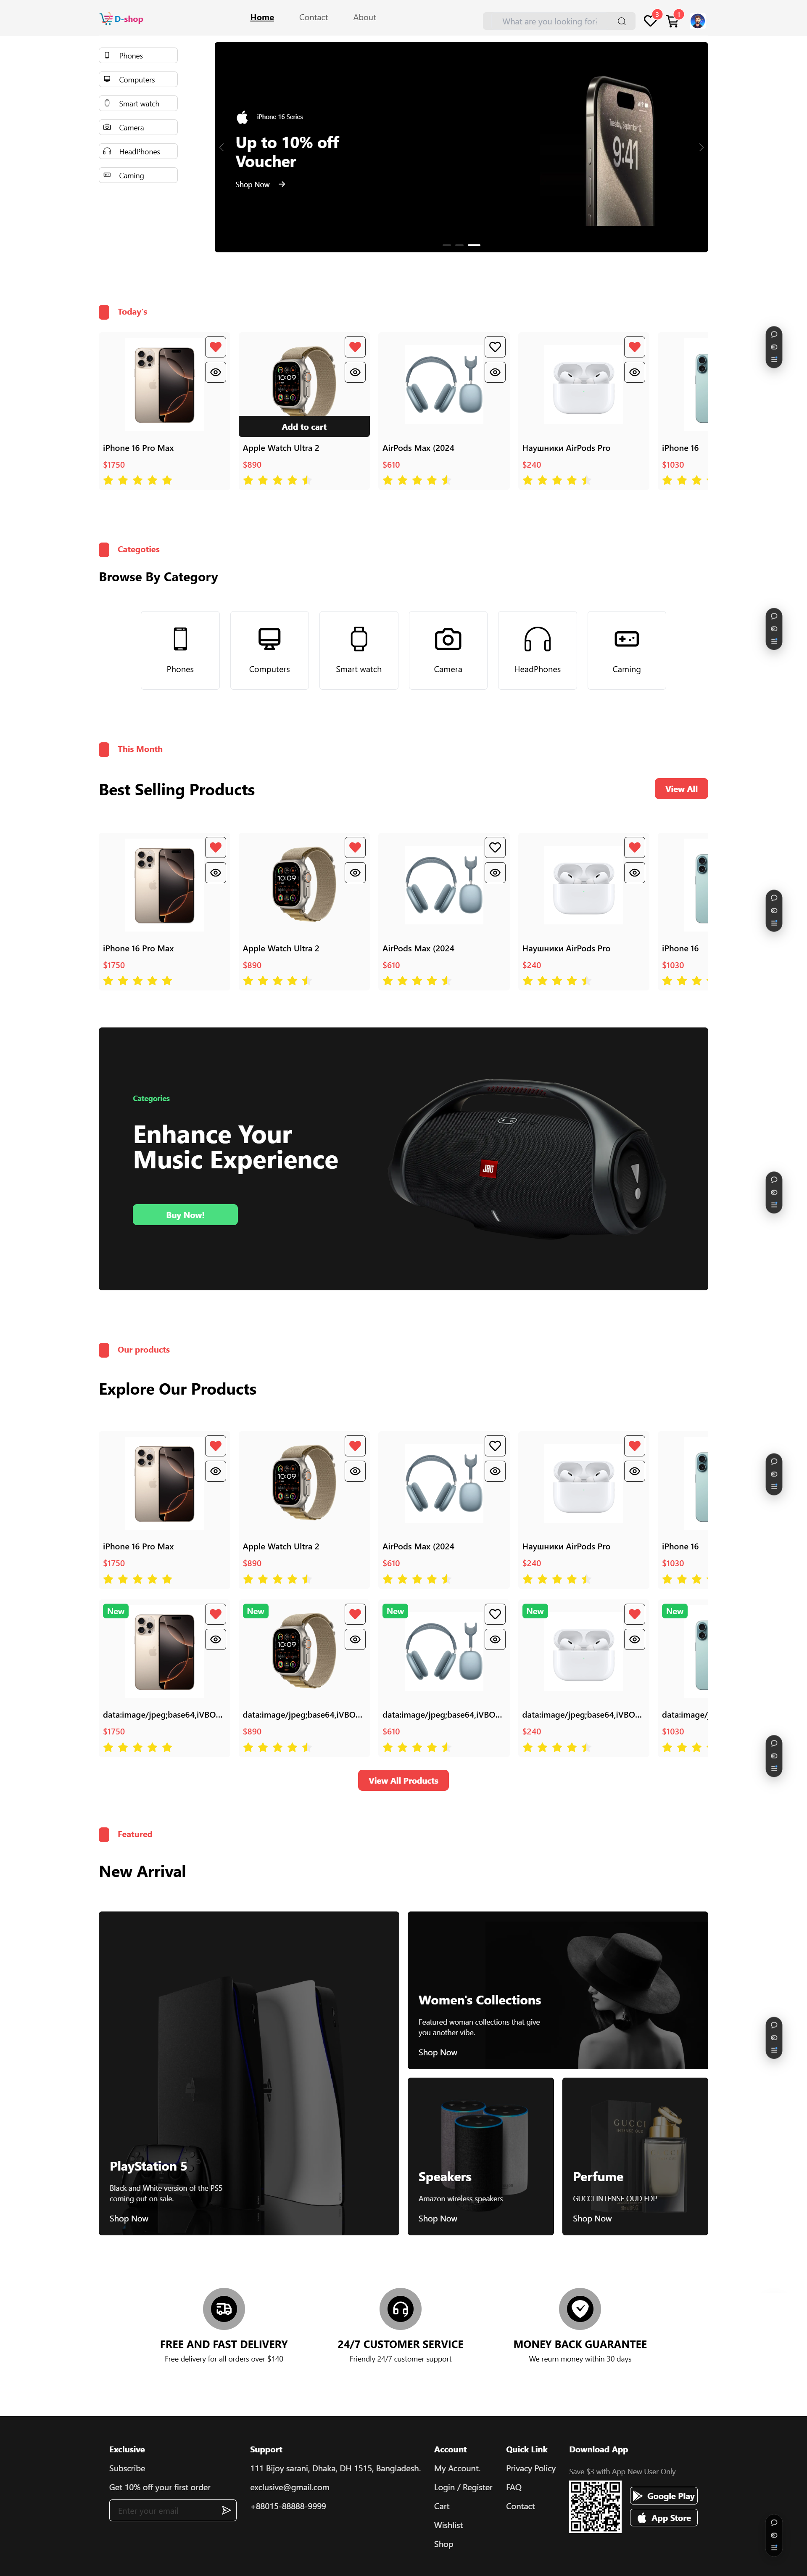 D-shop
Home
Contact
About
What are you looking for?
3
1
Phones
Computers
Smart watch
Camera
HeadPhones
Caming
iPhone 16 Series
Up to 10% off
Voucher
Shop Now
Tuesday, September 12
9:41
Today's
Add to cart
iPhone 16 Pro Max
Apple Watch Ultra 2
AirPods Max (2024
Наушники AirPods Pro
iPhone 16
$1750
$890
$610
$240
$1030
Categoties
Browse By Category
Phones
Computers
Smart watch
Camera
HeadPhones
Caming
This Month
Best Selling Products
View All
iPhone 16 Pro Max
Apple Watch Ultra 2
AirPods Max (2024
Наушники AirPods Pro
iPhone 16
$1750
$890
$610
$240
$1030
Categories
Enhance Your
Music Experience
Buy Now!
JBL
Our products
Explore Our Products
iPhone 16 Pro Max
Apple Watch Ultra 2
AirPods Max (2024
Наушники AirPods Pro
iPhone 16
$1750
$890
$610
$240
$1030
New
New
New
New
New
data:image/jpeg;base64,iVBO...
data:image/jpeg;base64,iVBO...
data:image/jpeg;base64,iVBO...
data:image/jpeg;base64,iVBO...
data:image/
$1750
$890
$610
$240
$1030
View All Products
Featured
New Arrival
PlayStation 5
Black and White version of the PS5
coming out on sale.
Shop Now
Women's Collections
Featured woman collections that give
you another vibe.
Shop Now
Speakers
Amazon wireless speakers
Shop Now
GUCCI
Perfume
GUCCI INTENSE OUD EDP
Shop Now
FREE AND FAST DELIVERY
Free delivery for all orders over $140
24/7 CUSTOMER SERVICE
Friendly 24/7 customer support
MONEY BACK GUARANTEE
We reurn money within 30 days
Exclusive
Subscribe
Get 10% off your first order
Enter your email
Support
111 Bijoy sarani, Dhaka, DH 1515, Bangladesh.
exclusive@gmail.com
+88015-88888-9999
Account
My Account.
Login / Register
Cart
Wishlist
Shop
Quick Link
Privacy Policy
FAQ
Contact
Download App
Save $3 with App New User Only
Google Play
App Store